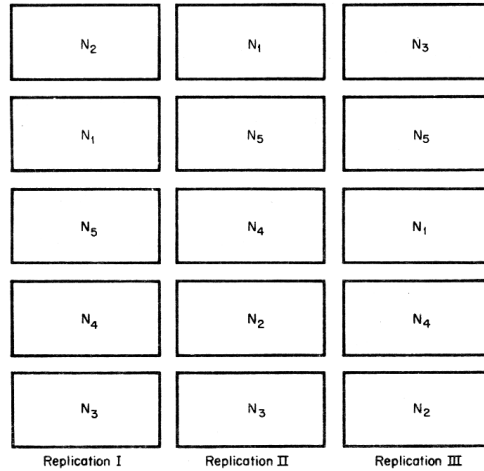 N₂ N₁ N₃
N₁ N₅ N₅
N₅ N₄ N₁
N₄ N₂ N₄
N₃ N₃ N₂
Replication I Replication II Replication III